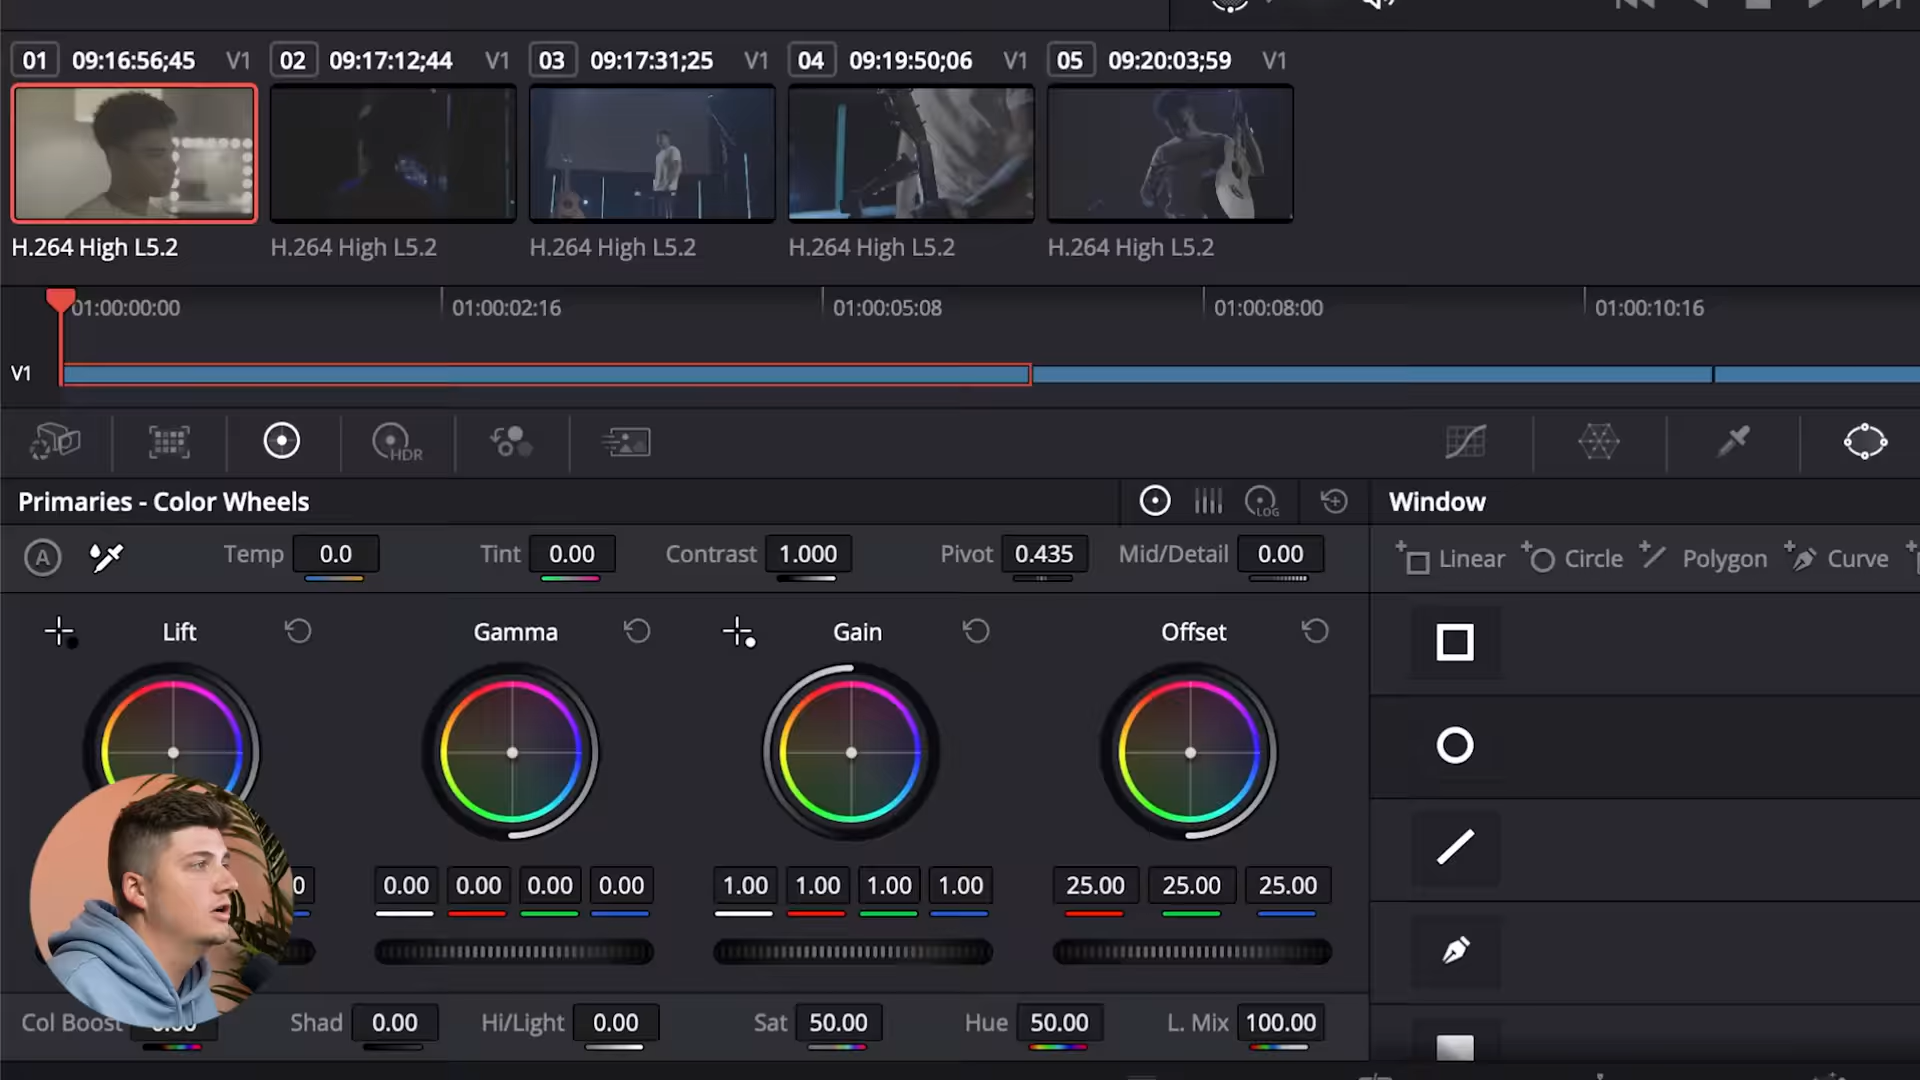 01 09:16:56;45 V1 02 09:17:12;44 V1 03 09:17:31;25 V1 04 09:19:50;06 V1 05 09:20:03;59 V1
H.264 High L5.2 H.264 High L5.2 H.264 High L5.2 H.264 High L5.2 H.264 High L5.2
01:00:00:00 01:00:02:16 01:00:05:08 01:00:08:00 01:00:10:16
V1
HDR
Primaries - Color Wheels LOG Window
A Temp 0.0 Tint 0.00 Contrast 1.000 Pivot 0.435 Mid/Detail 0.00 Linear Circle Polygon Curve
Lift Gamma Gain Offset
0.00 0.00 0.00 0.00 1.00 1.00 1.00 1.00 25.00 25.00 25.00
Col Boost Shad 0.00 Hi/Light 0.00 Sat 50.00 Hue 50.00 L. Mix 100.00